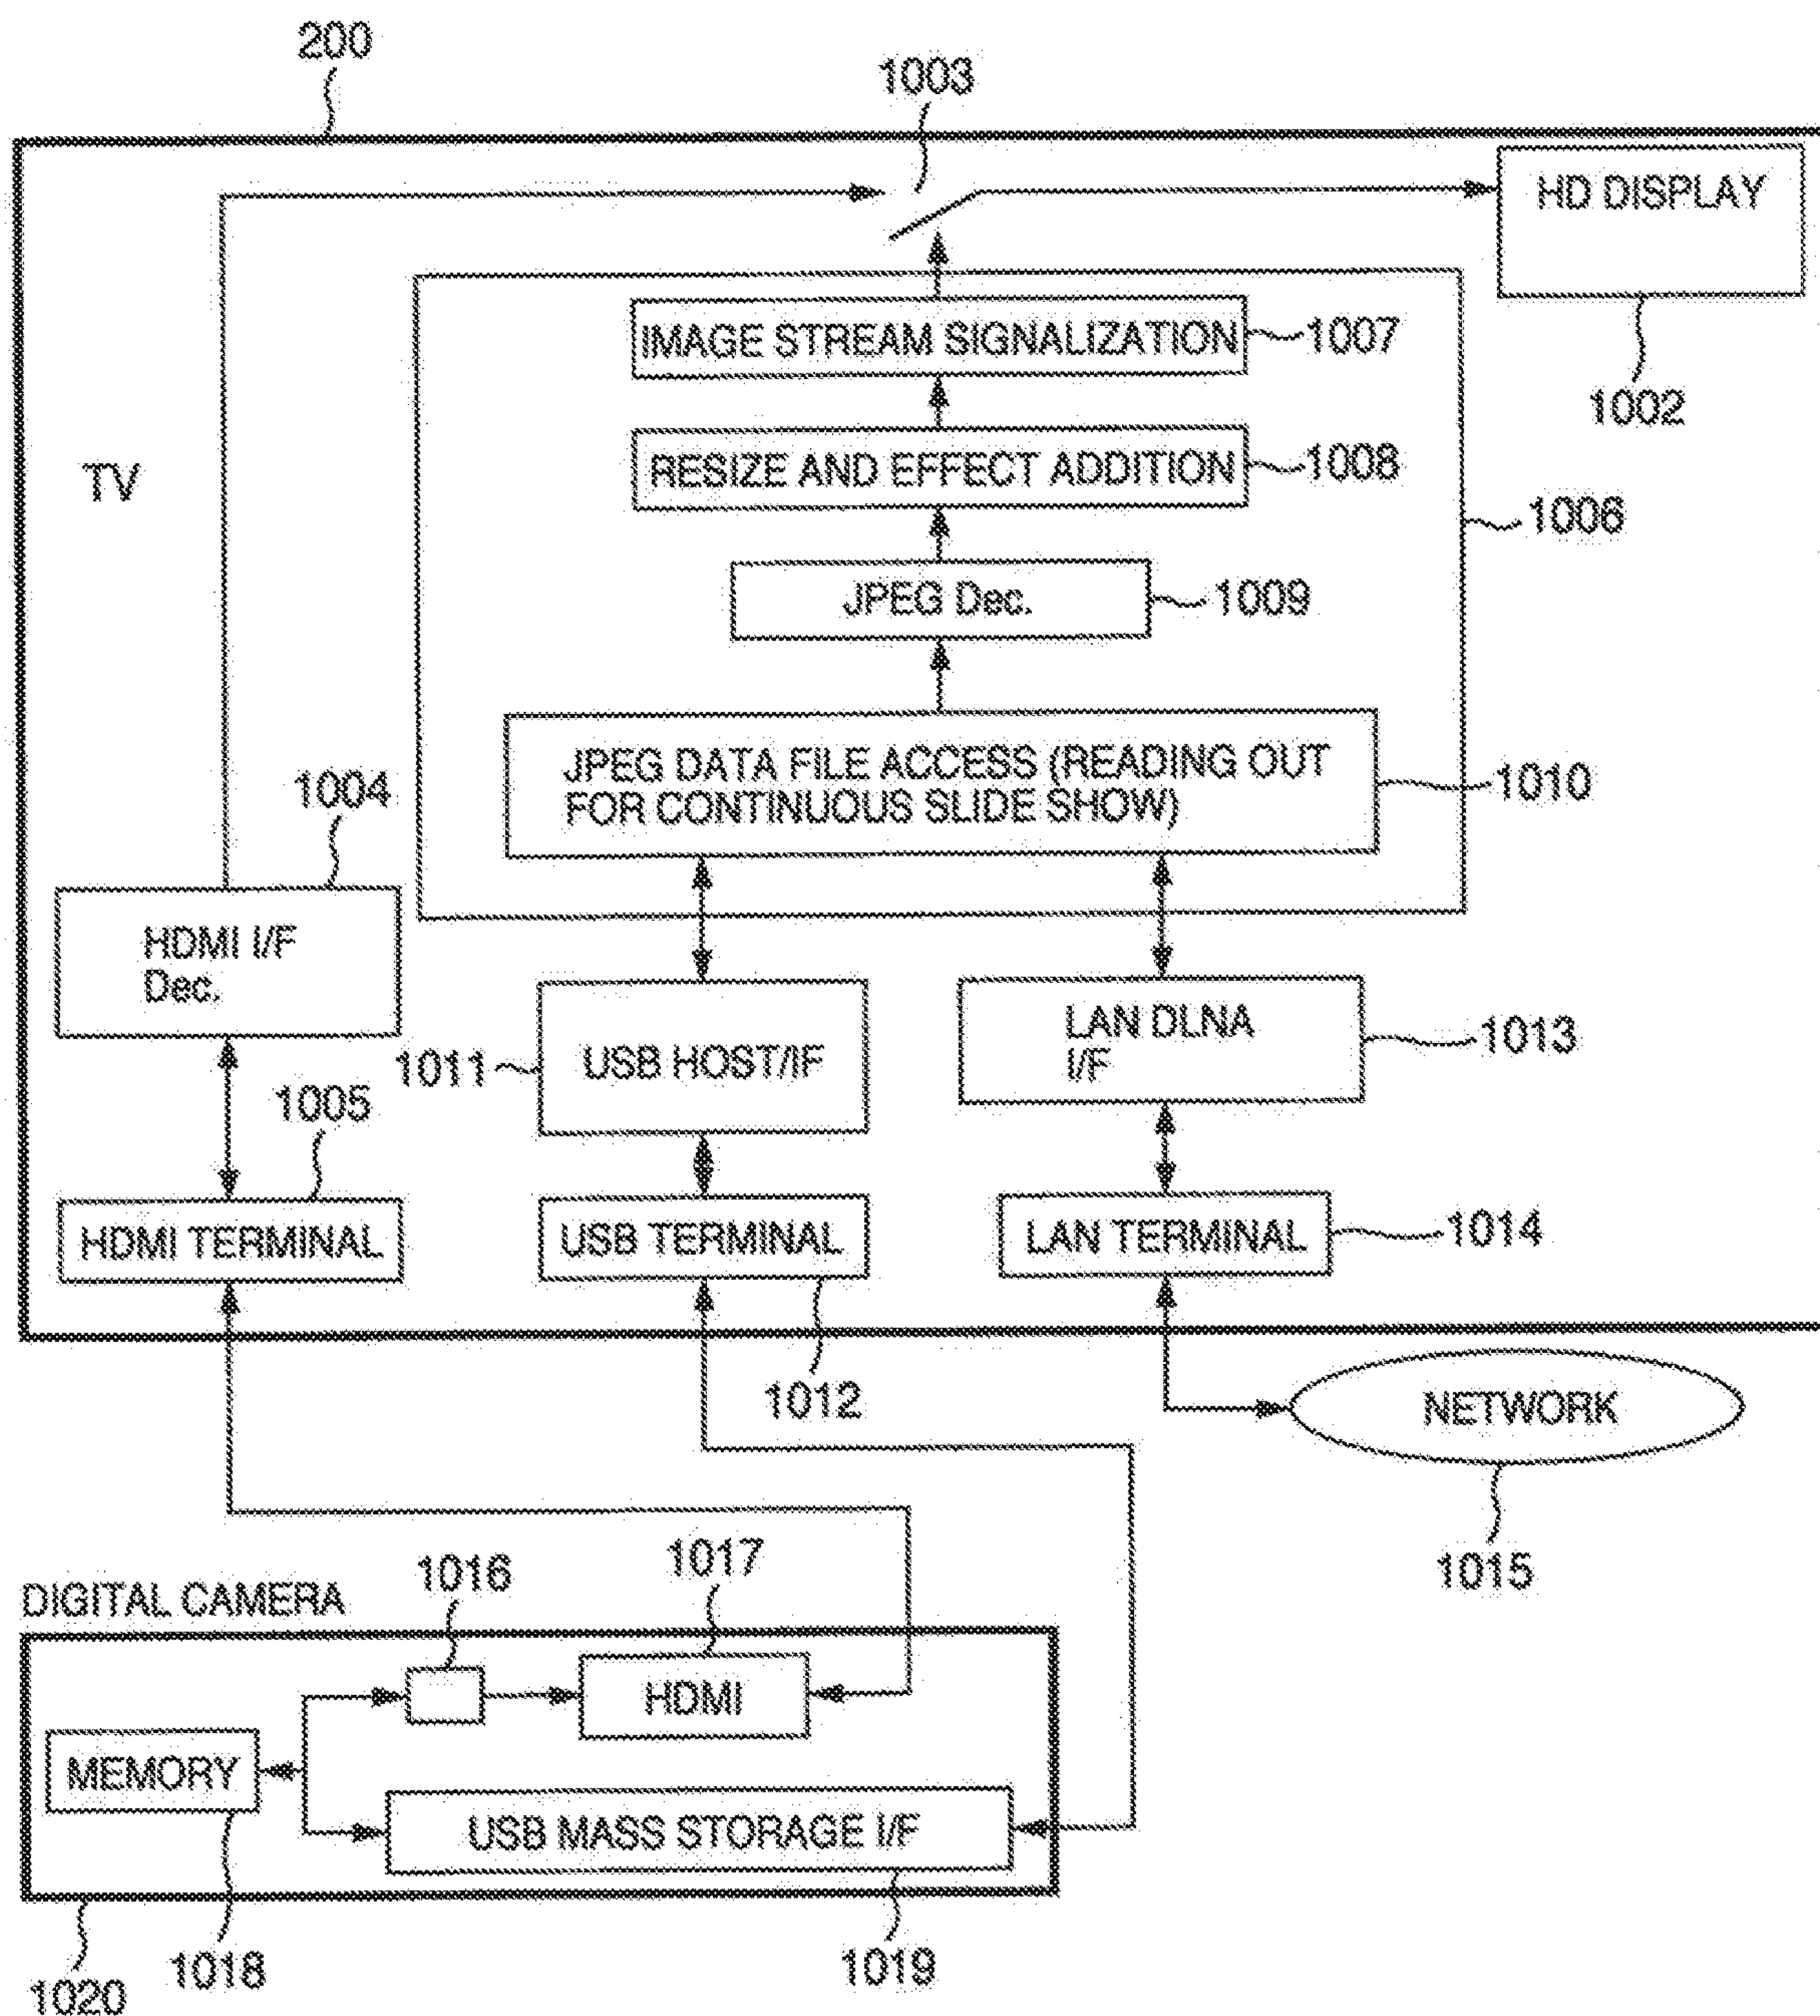 200
1003
HD DISPLAY
IMAGE STREAM SIGNALIZATION
1007
1002
RESIZE AND EFFECT ADDITION
1008
TV
1006
JPEG Dec.
1009
JPEG DATA FILE ACCESS (READING OUT
FOR CONTINUOUS SLIDE SHOW)
1010
1004
HDMI I/F
Dec.
LAN DLNA
I/F
1013
1011
USB HOST/IF
1005
HDMI TERMINAL
USB TERMINAL
LAN TERMINAL
1014
1012
NETWORK
1015
DIGITAL CAMERA
1016
1017
HDMI
MEMORY
USB MASS STORAGE I/F
1018
1019
1020